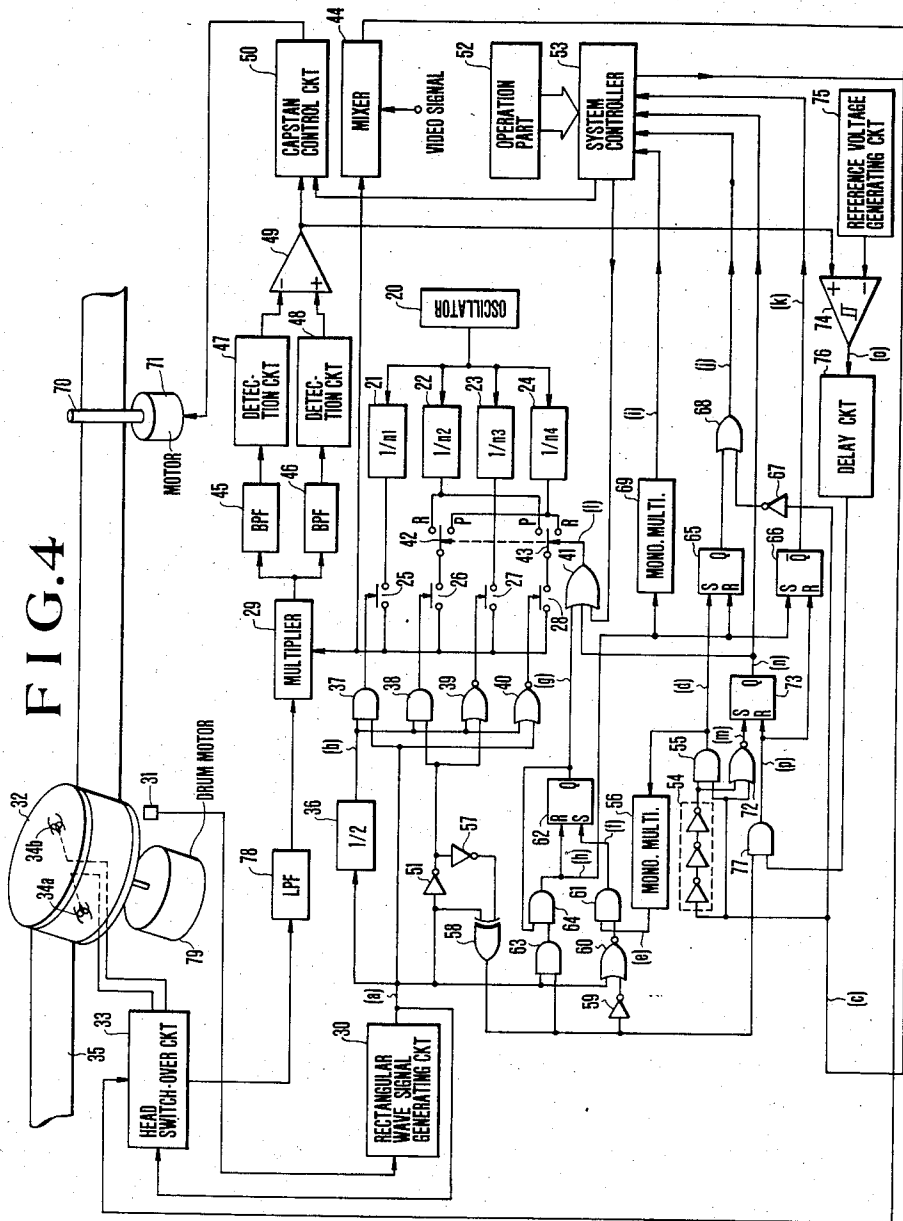 FIG.4
32
34b
34a
31
DRUM MOTOR
79
35
HEAD SWITCH-OVER CKT
33
70
71
MOTOR
CAPSTAN CONTROL CKT
50
MIXER
44
VIDEO SIGNAL
OPERATION PART
52
SYSTEM CONTROLLER
53
REFERENCE VOLTAGE GENERATING CKT
75
49
-
+
DETEC-TION CKT
47
DETEC-TION CKT
48
BPF
45
BPF
46
MULTIPLIER
29
LPF
78
OSCILLATOR
20
1/n1
21
1/n2
22
1/n3
23
1/n4
24
R
P
42
P
R
43
25
26
27
28
41
(l)
37
38
39
40
(b)
1/2
36
(g)
(a)
RECTANGULAR WAVE SIGNAL GENERATING CKT
30
51
57
58
R
S
Q
62
(h)
(f)
63
64
61
60
59
(e)
MONO. MULTI.
56
MONO. MULTI.
69
(i)
(j)
68
67
(k)
S
R
Q
65
S
R
Q̅
66
(d)
(n)
S
R
Q
73
(m)
(p)
54
55
72
77
(c)
74
+
-
(o)
DELAY CKT
76